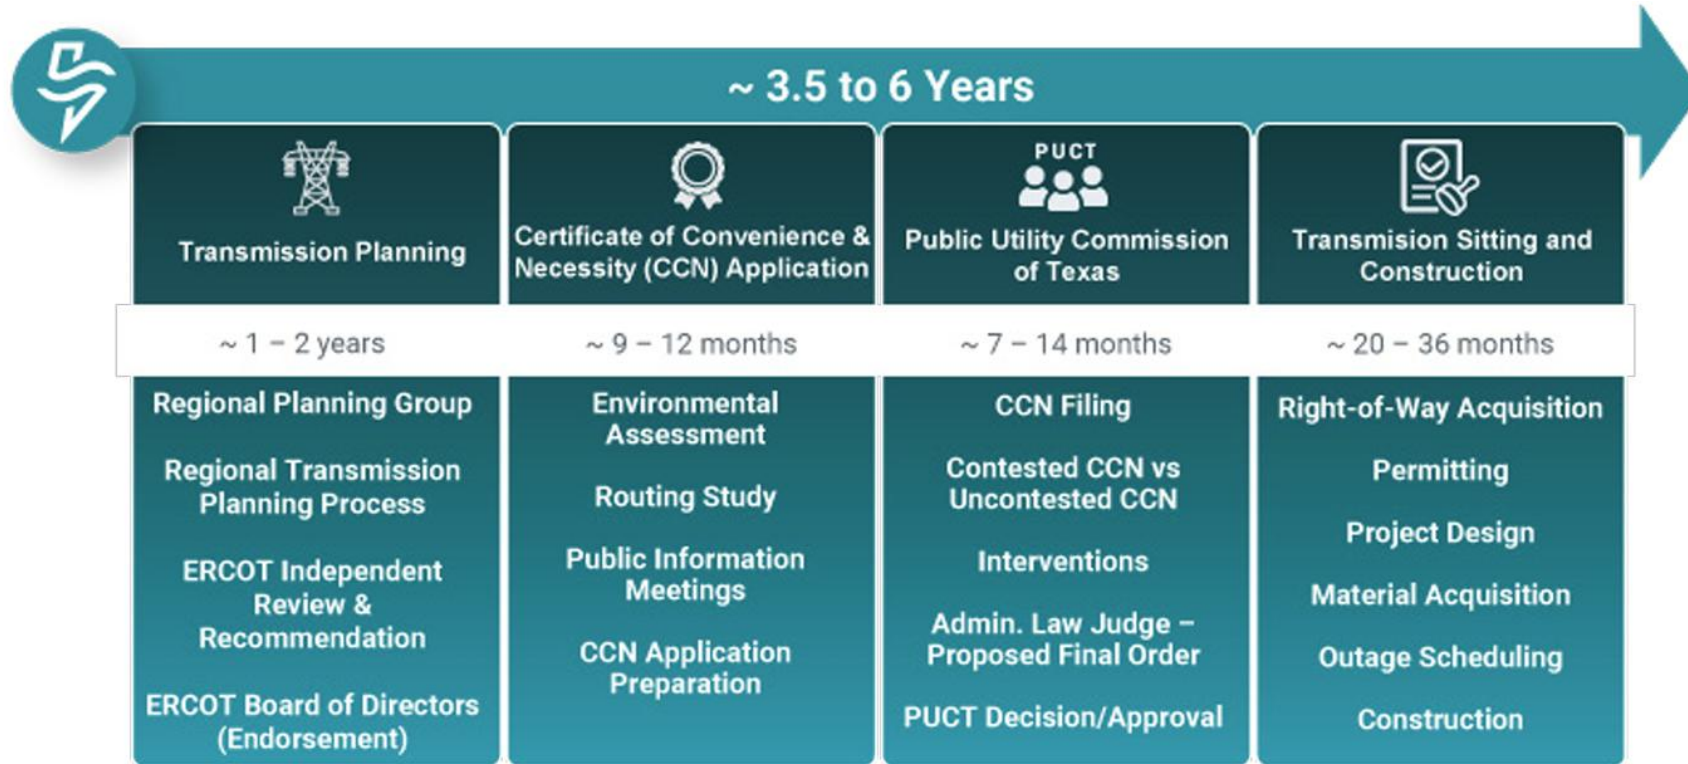 ~ 3.5 to 6 Years
Transmission Planning
~ 1 – 2 years
Regional Planning Group
Regional Transmission
Planning Process
ERCOT Independent
Review &
Recommendation
ERCOT Board of Directors
(Endorsement)
Certificate of Convenience &
Necessity (CCN) Application
~ 9 – 12 months
Environmental
Assessment
Routing Study
Public Information
Meetings
CCN Application
Preparation
PUCT
Public Utility Commission
of Texas
~ 7 – 14 months
CCN Filing
Contested CCN vs
Uncontested CCN
Interventions
Admin. Law Judge –
Proposed Final Order
PUCT Decision/Approval
Transmision Sitting and
Construction
~ 20 – 36 months
Right-of-Way Acquisition
Permitting
Project Design
Material Acquisition
Outage Scheduling
Construction